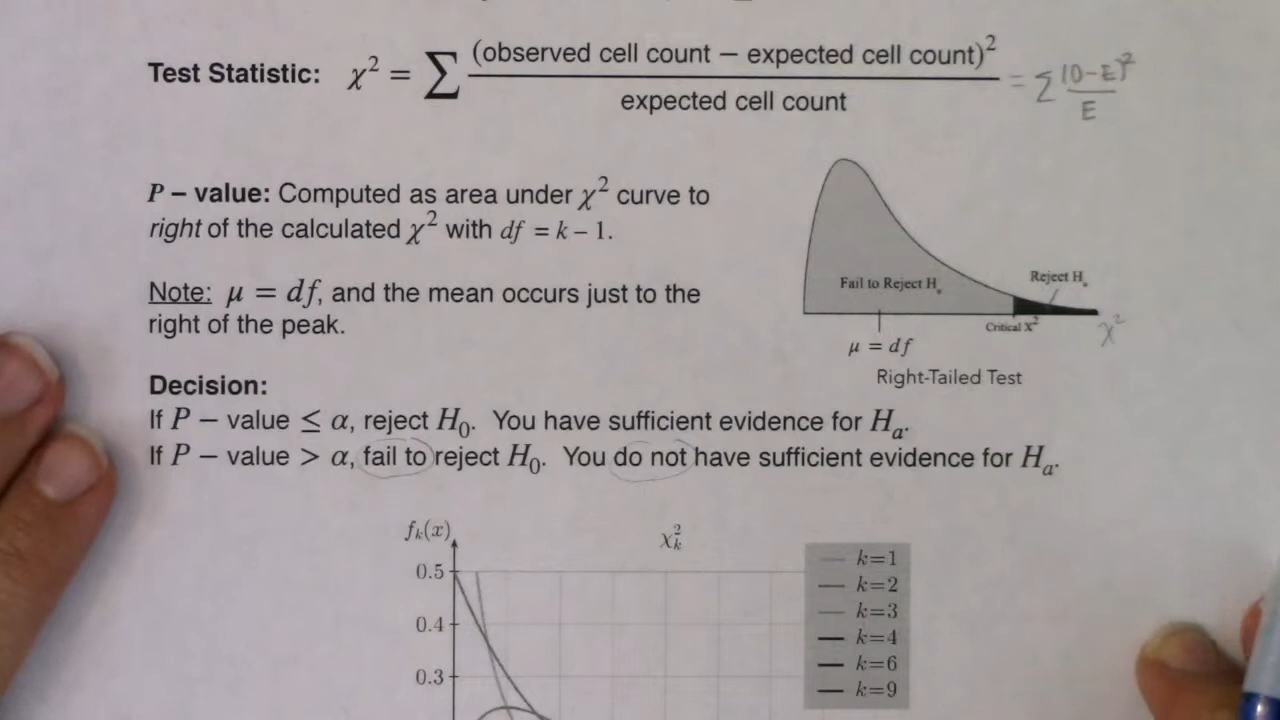 Test Statistic: χ² = ∑ (observed cell count − expected cell count)² / expected cell count = Σ (O-E)² / E
P − value: Computed as area under χ² curve to
right of the calculated χ² with df = k − 1.
Note: μ = df, and the mean occurs just to the
right of the peak.
Fail to Reject Hₒ
Reject Hₒ
Critical X²
χ²
μ = df
Right-Tailed Test
Decision:
If P − value ≤ α, reject H₀. You have sufficient evidence for Hₐ.
If P − value > α, fail to reject H₀. You do not have sufficient evidence for Hₐ.
fₖ(x)
χ²ₖ
0.5
0.4
0.3
k=1
k=2
k=3
k=4
k=6
k=9